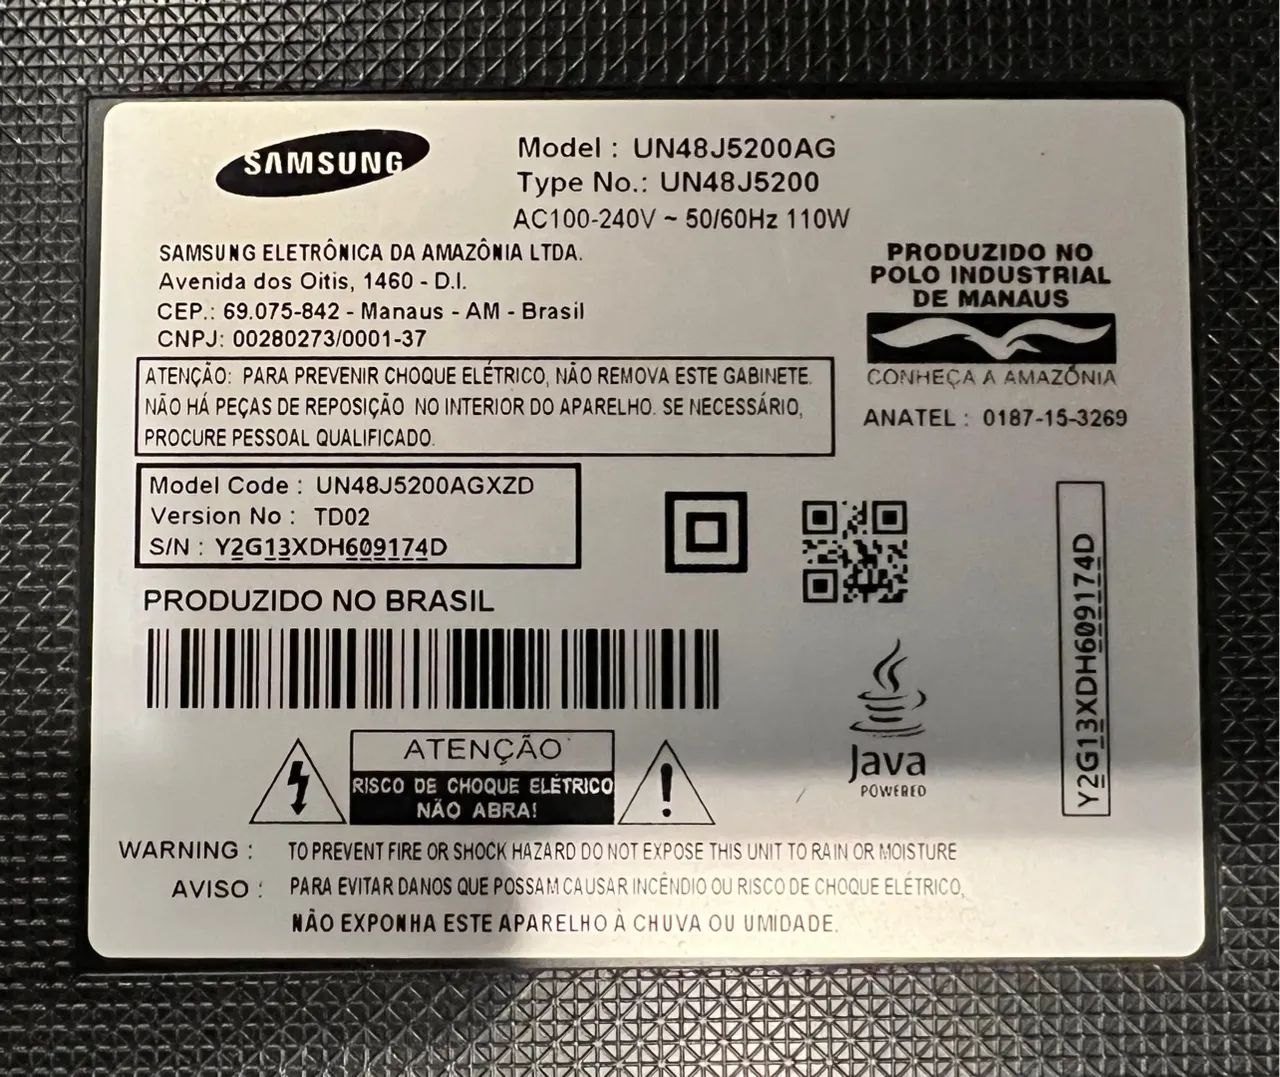 SAMSUNG
Model : UN48J5200AG
Type No.: UN48J5200
AC100-240V ~ 50/60Hz 110W
SAMSUNG ELETRÔNICA DA AMAZÔNIA LTDA.
Avenida dos Oitis, 1460 - D.I.
CEP.: 69.075-842 - Manaus - AM - Brasil
CNPJ: 00280273/0001-37
PRODUZIDO NO
POLO INDUSTRIAL
DE MANAUS
CONHEÇA A AMAZÔNIA
ANATEL : 0187-15-3269
ATENÇÃO: PARA PREVENIR CHOQUE ELÉTRICO, NÃO REMOVA ESTE GABINETE.
NÃO HÁ PEÇAS DE REPOSIÇÃO NO INTERIOR DO APARELHO. SE NECESSÁRIO,
PROCURE PESSOAL QUALIFICADO.
Model Code : UN48J5200AGXZD
Version No : TD02
S/N : Y2G13XDH609174D
Y2G13XDH609174D
PRODUZIDO NO BRASIL
Java
POWERED
ATENÇÃO
RISCO DE CHOQUE ELÉTRICO
NÃO ABRA!
WARNING : TO PREVENT FIRE OR SHOCK HAZARD DO NOT EXPOSE THIS UNIT TO RAIN OR MOISTURE
AVISO : PARA EVITAR DANOS QUE POSSAM CAUSAR INCÊNDIO OU RISCO DE CHOQUE ELÉTRICO,
NÃO EXPONHA ESTE APARELHO À CHUVA OU UMIDADE.